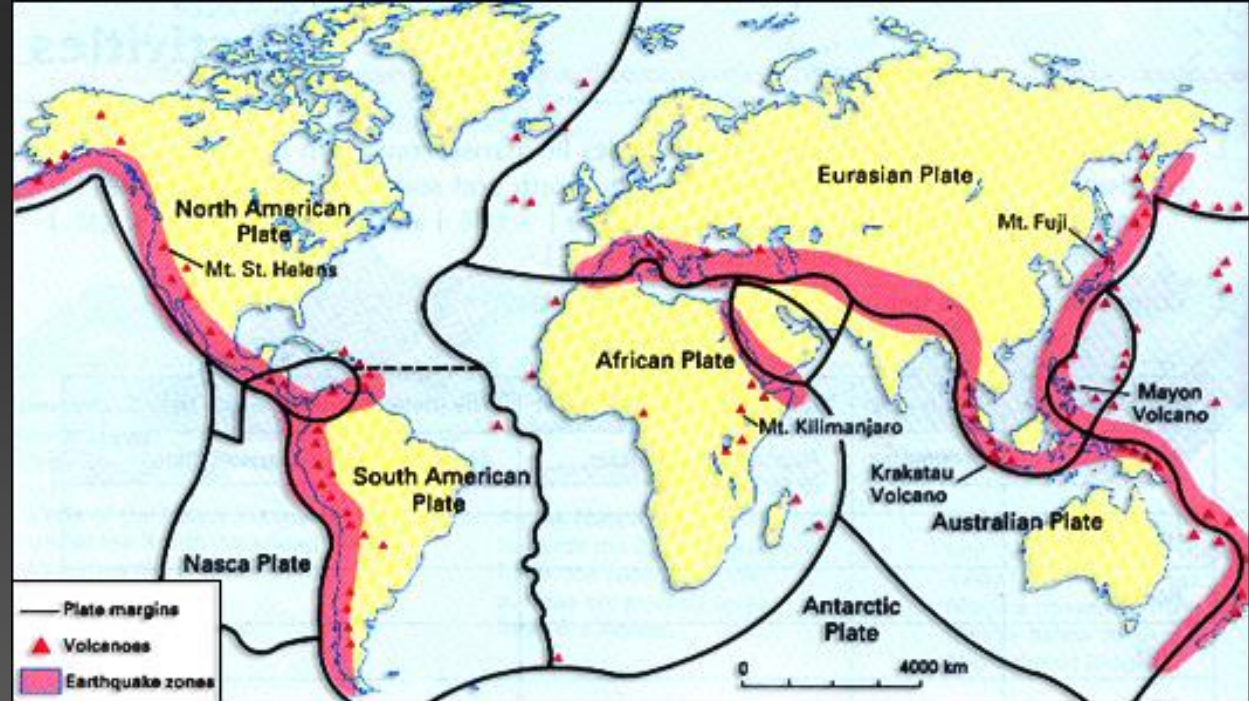 Eurasian Plate
North American
Plate
Mt. Fuji
Mt. St. Helens
African Plate
Mayon
Volcano
Mt. Kilimanjaro
South American
Plate
Krakatau
Volcano
Australian Plate
Nasca Plate
Antarctic
Plate
Plate margins
Volcanoes
Earthquake zones
0
4000 km